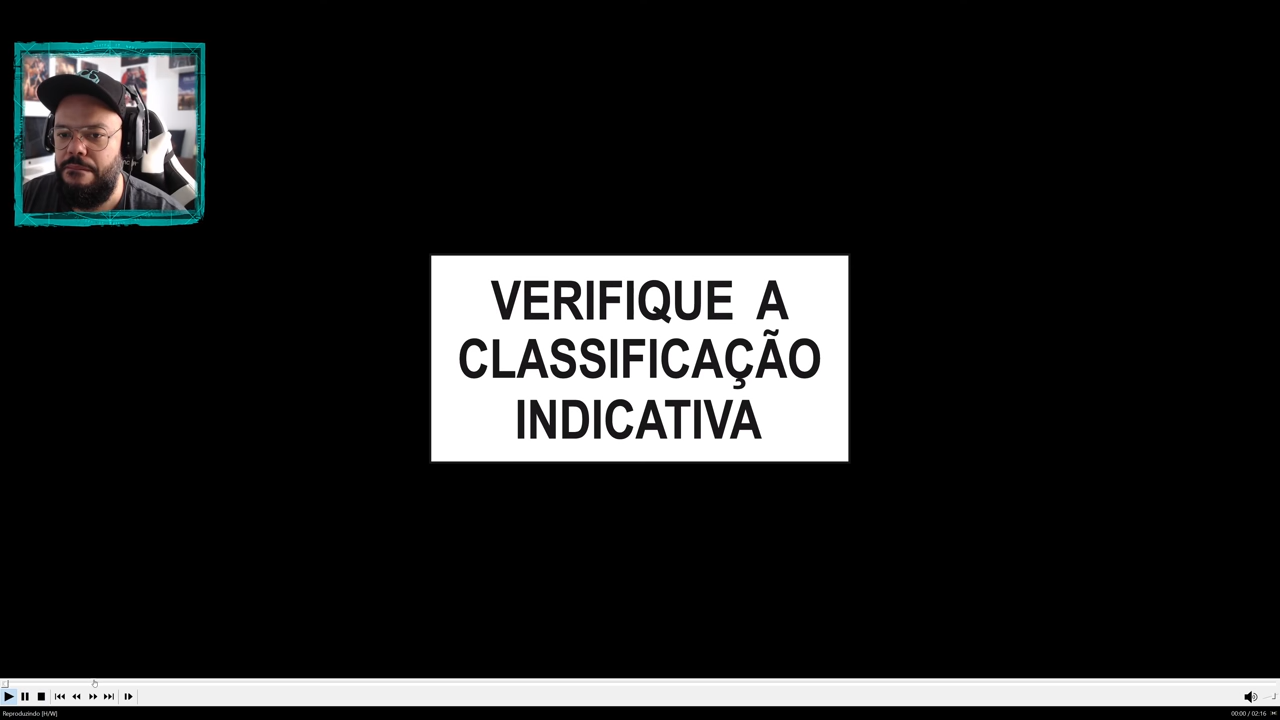 VERIFIQUE A
CLASSIFICAÇÃO
INDICATIVA
Reproduzindo [H/W]
00:00 / 02:16